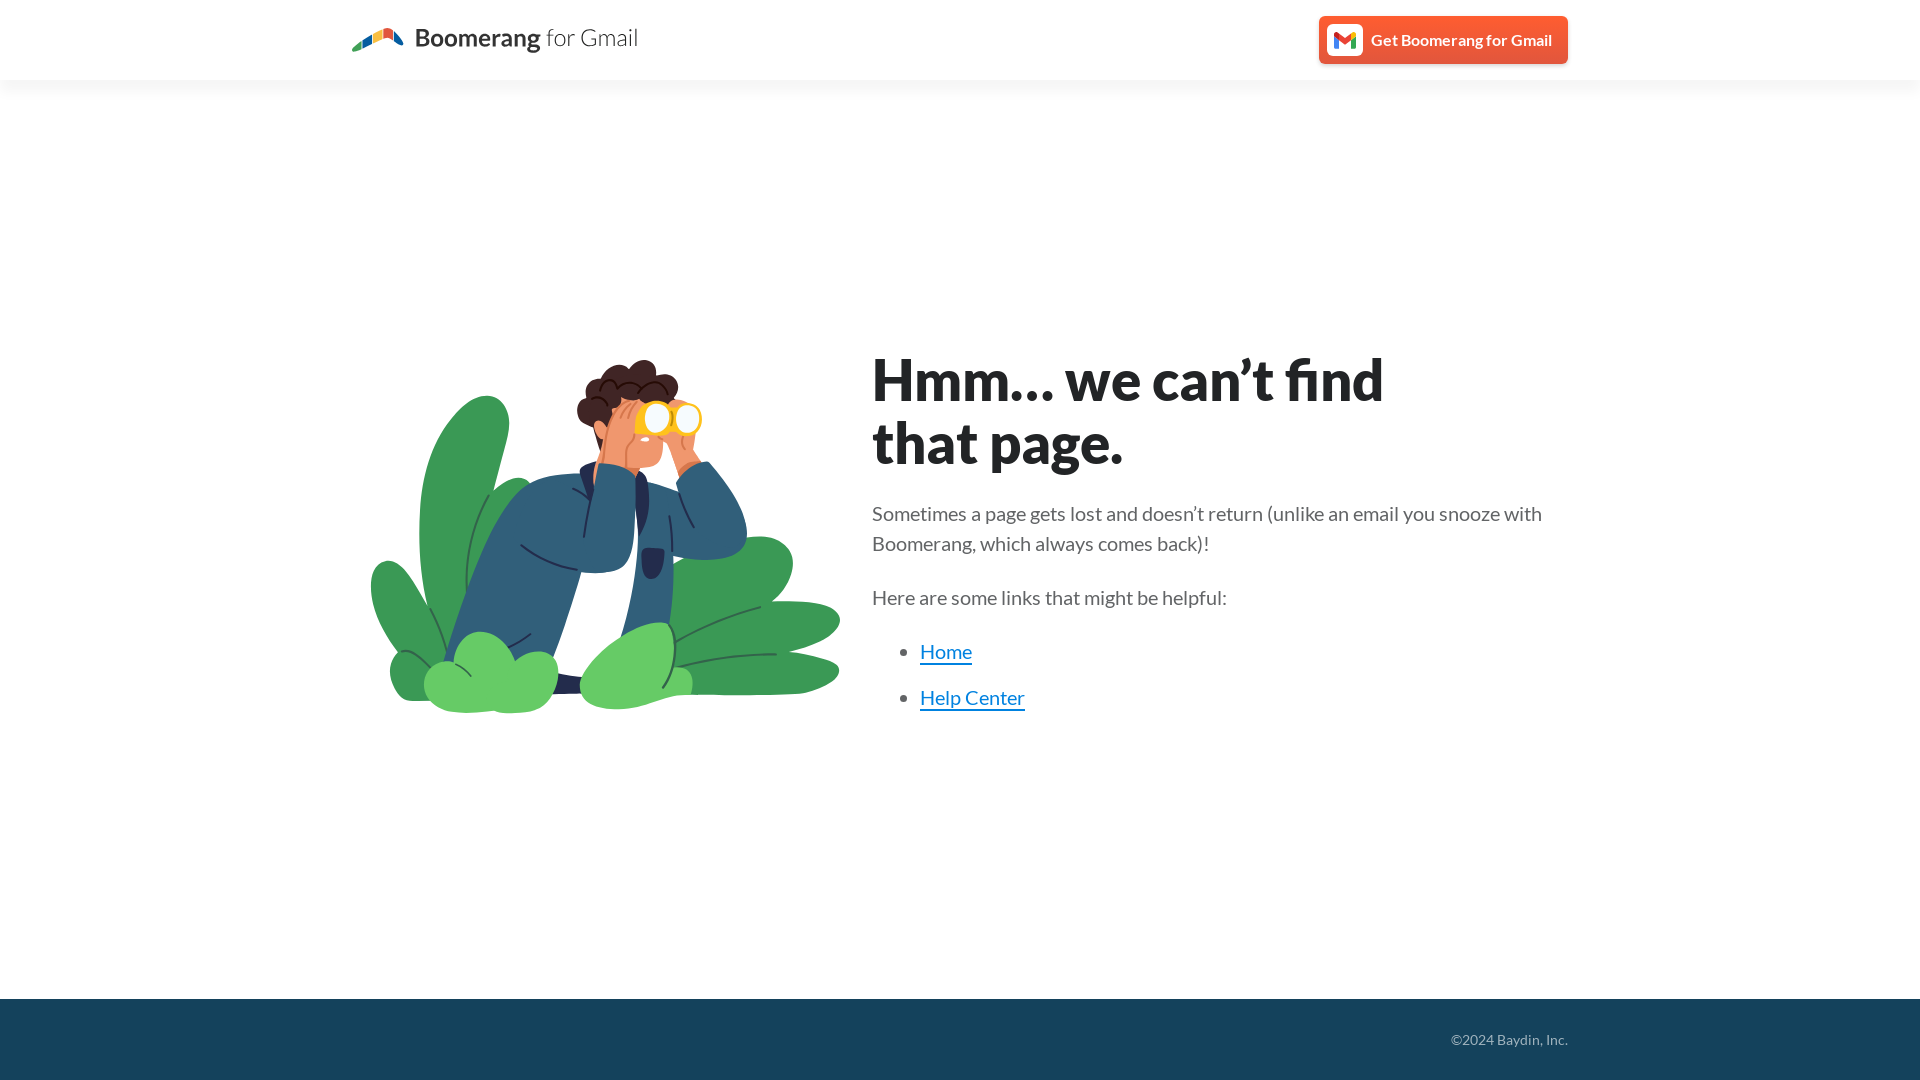 Boomerang for Gmail
Get Boomerang for Gmail
Hmm… we can’t find
that page.
Sometimes a page gets lost and doesn’t return (unlike an email you snooze with
Boomerang, which always comes back)!
Here are some links that might be helpful:
Home
Help Center
©2024 Baydin, Inc.